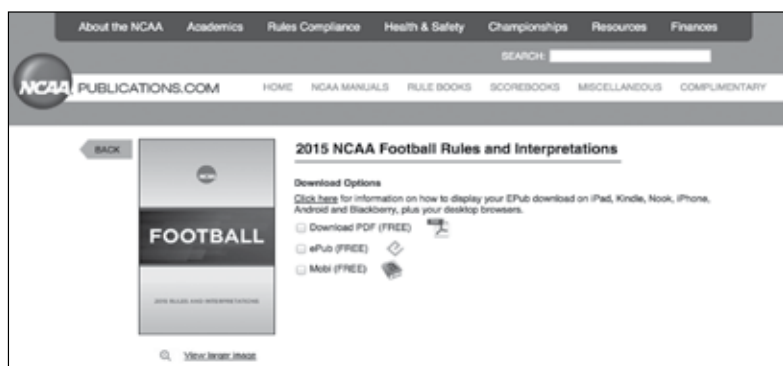 About the NCAA Academics Rules Compliance Health & Safety Championships Resources Finances
SEARCH:
NCAA PUBLICATIONS.COM HOME NCAA MANUALS RULE BOOKS SCOREBOOKS MISCELLANEOUS COMPLIMENTARY
BACK
2015 NCAA Football Rules and Interpretations
Download Options
Click here for information on how to display your EPub download on iPad, Kindle, Nook, iPhone,
Android and Blackberry, plus your desktop browsers.
Download PDF (FREE)
ePub (FREE)
Mobi (FREE)
FOOTBALL
2015 RULES AND INTERPRETATIONS
View larger image